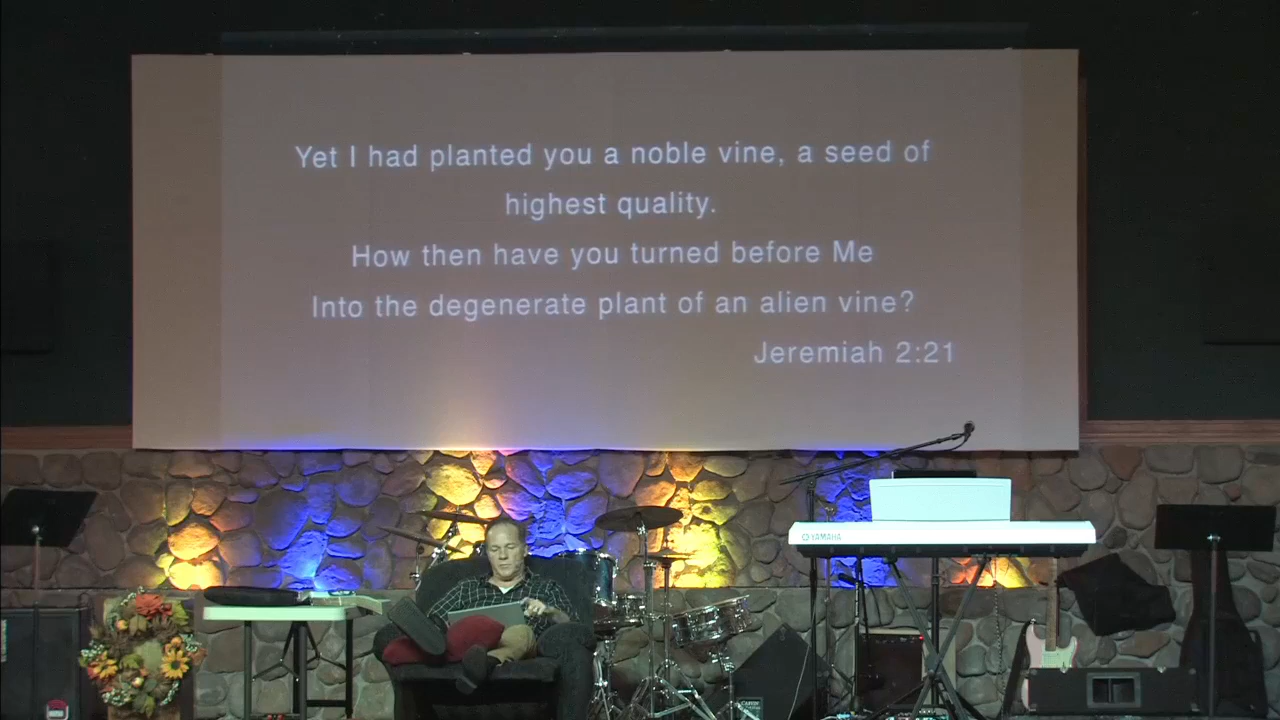 Yet I had planted you a noble vine, a seed of
highest quality.
How then have you turned before Me
Into the degenerate plant of an alien vine?
Jeremiah 2:21
YAMAHA